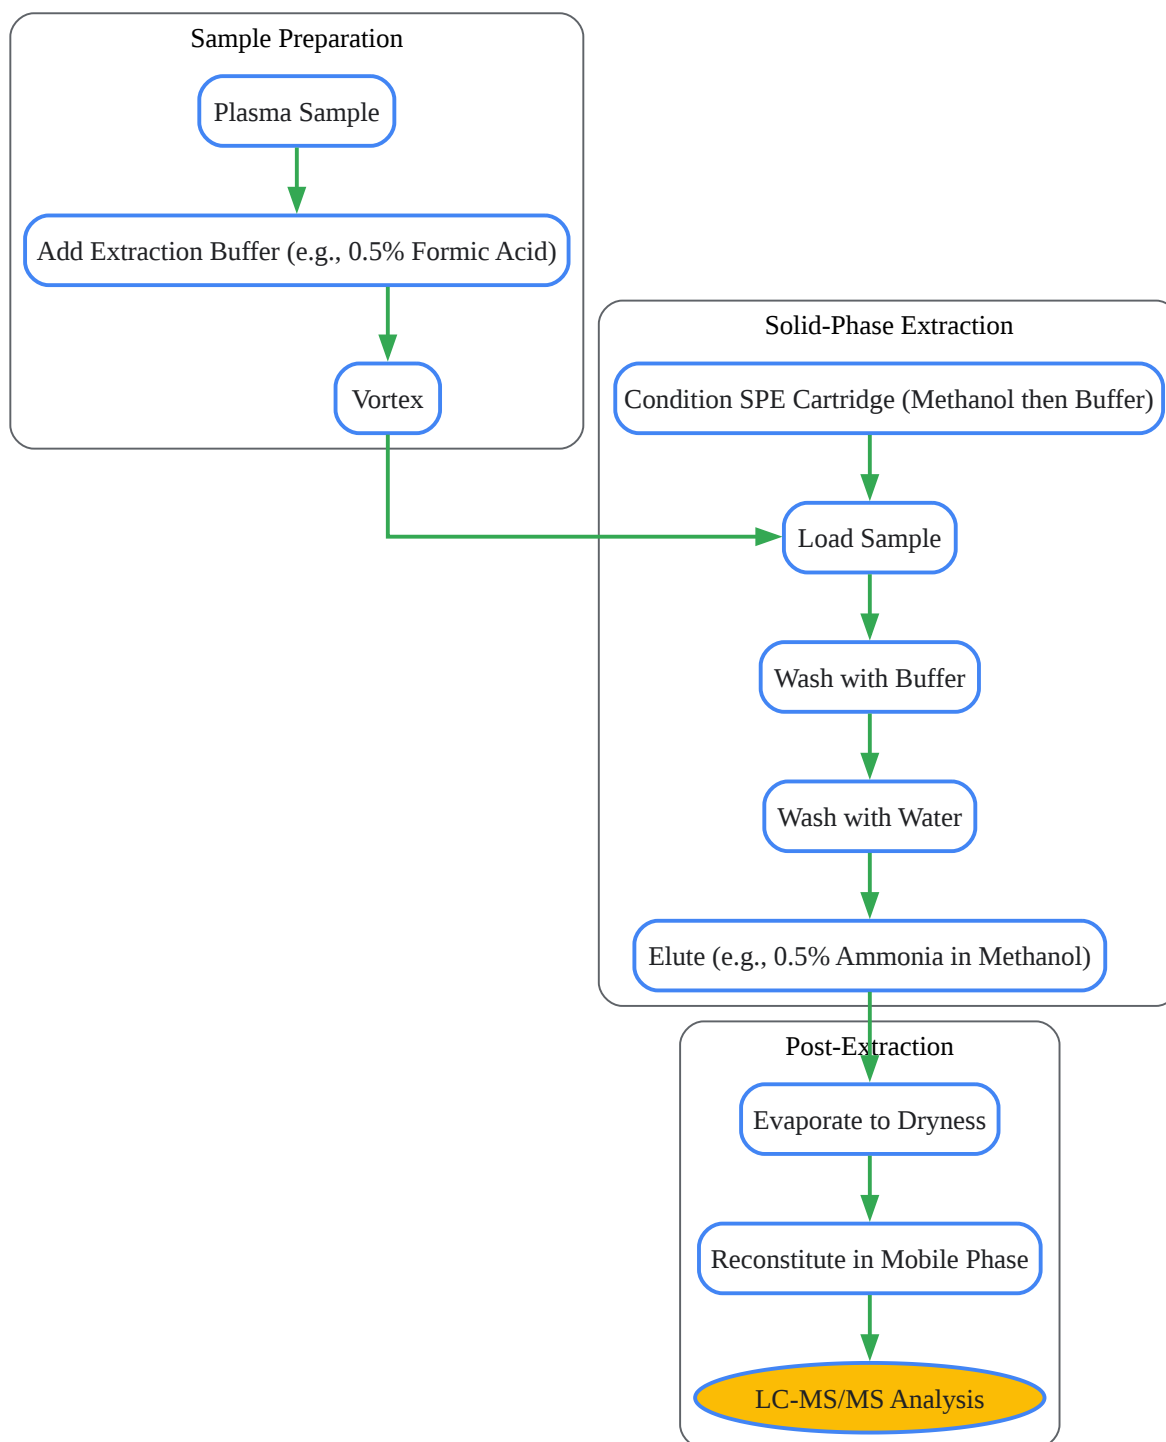 Sample Preparation
Plasma Sample
Add Extraction Buffer (e.g., 0.5% Formic Acid)
Vortex
Solid-Phase Extraction
Condition SPE Cartridge (Methanol then Buffer)
Load Sample
Wash with Buffer
Wash with Water
Elute (e.g., 0.5% Ammonia in Methanol)
Post-Extraction
Evaporate to Dryness
Reconstitute in Mobile Phase
LC-MS/MS Analysis